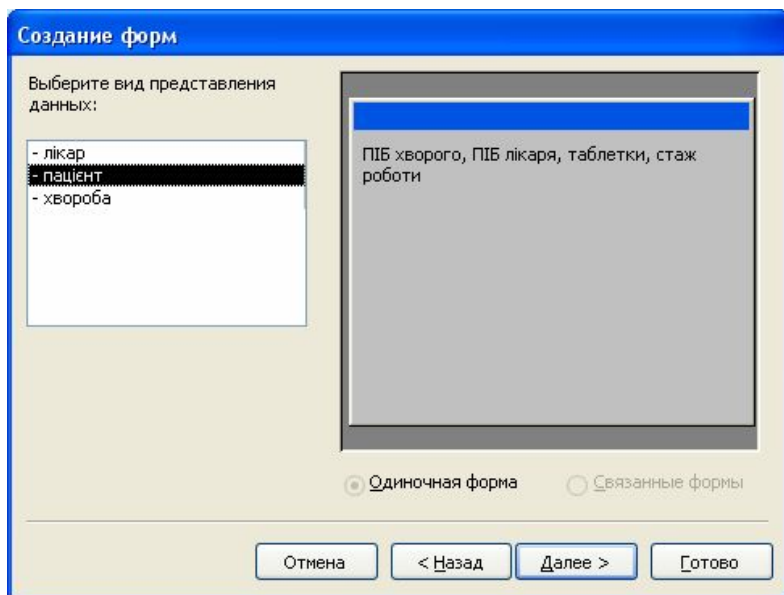 Создание форм
Выберите вид представления
данных:
- лікар
- пацієнт
- хвороба
ПІБ хворого, ПІБ лікаря, таблетки, стаж
роботи
Одиночная форма
Связанные формы
Отмена
< Назад
Далее >
Готово